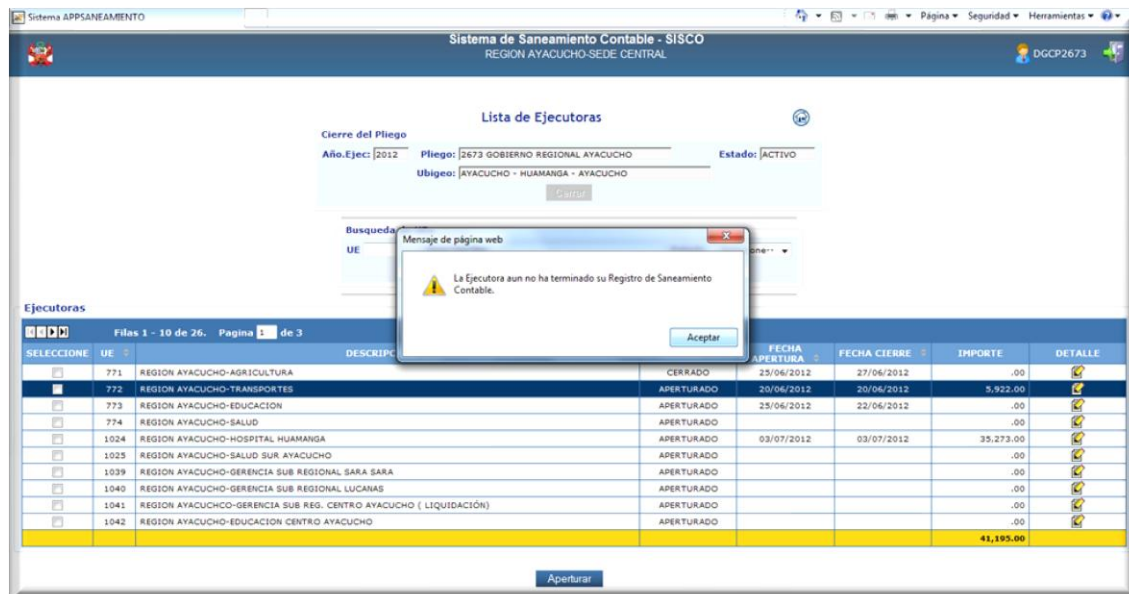 Sistema APPSANEAMIENTO
Página Seguridad Herramientas
Sistema de Saneamiento Contable - SISCO
REGION AYACUCHO-SEDE CENTRAL
DGCP2673
Lista de Ejecutoras
Cierre del Pliego
Año.Ejec: 2012 Pliego: 2673 GOBIERNO REGIONAL AYACUCHO Estado: ACTIVO
Ubigeo: AYACUCHO - HUAMANGA - AYACUCHO
Cerrar
Busqueda
UE
Mensaje de página web
La Ejecutora aun no ha terminado su Registro de Saneamiento
Contable.
Aceptar
Ejecutoras
Filas 1 - 10 de 26. Pagina 1 de 3
SELECCIONE UE DESCRIPC FECHA APERTURA FECHA CIERRE IMPORTE DETALLE
771 REGION AYACUCHO-AGRICULTURA CERRADO 25/06/2012 27/06/2012 .00
772 REGION AYACUCHO-TRANSPORTES APERTURADO 20/06/2012 20/06/2012 5,922.00
773 REGION AYACUCHO-EDUCACION APERTURADO 25/06/2012 22/06/2012 .00
774 REGION AYACUCHO-SALUD APERTURADO .00
1024 REGION AYACUCHO-HOSPITAL HUAMANGA APERTURADO 03/07/2012 03/07/2012 35,273.00
1025 REGION AYACUCHO-SALUD SUR AYACUCHO APERTURADO .00
1039 REGION AYACUCHO-GERENCIA SUB REGIONAL SARA SARA APERTURADO .00
1040 REGION AYACUCHO-GERENCIA SUB REGIONAL LUCANAS APERTURADO .00
1041 REGION AYACUCHCO-GERENCIA SUB REG. CENTRO AYACUCHO ( LIQUIDACIÓN) APERTURADO .00
1042 REGION AYACUCHO-EDUCACION CENTRO AYACUCHO APERTURADO .00
41,195.00
Aperturar